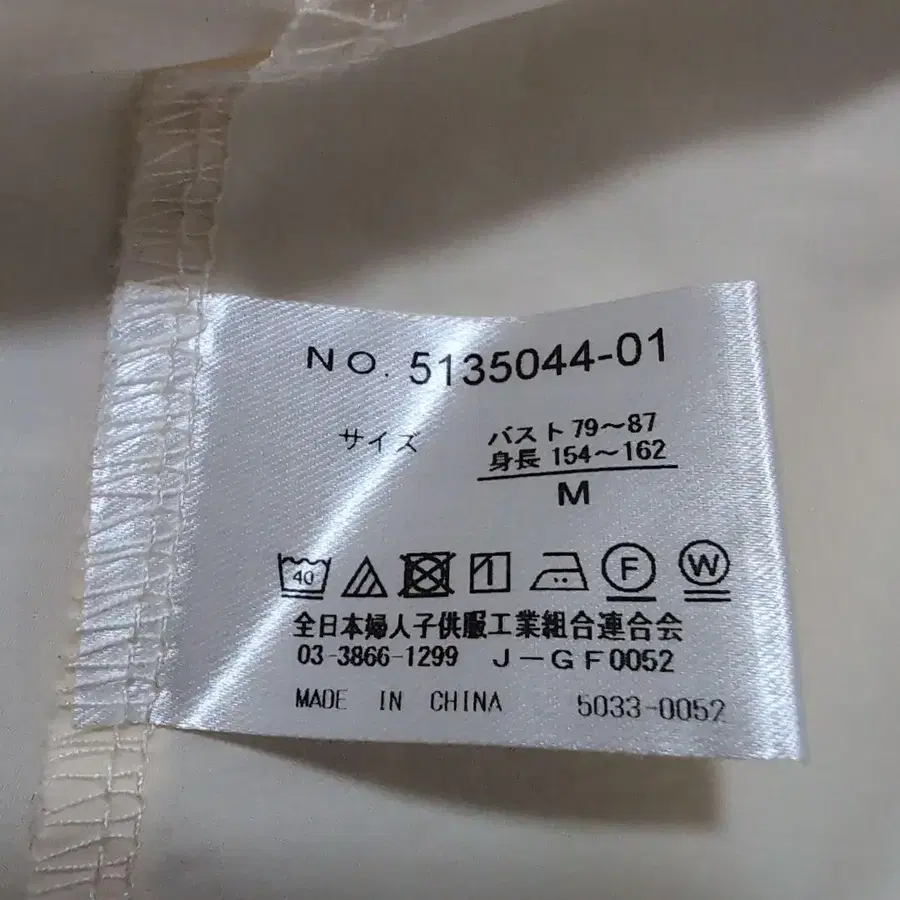 NO. 5135044-01
サイズ
バスト 79～87
身長 154～162
M
40 F W
全日本婦人子供服工業組合連合会
03-3866-1299 J-GF0052
MADE IN CHINA 5033-0052